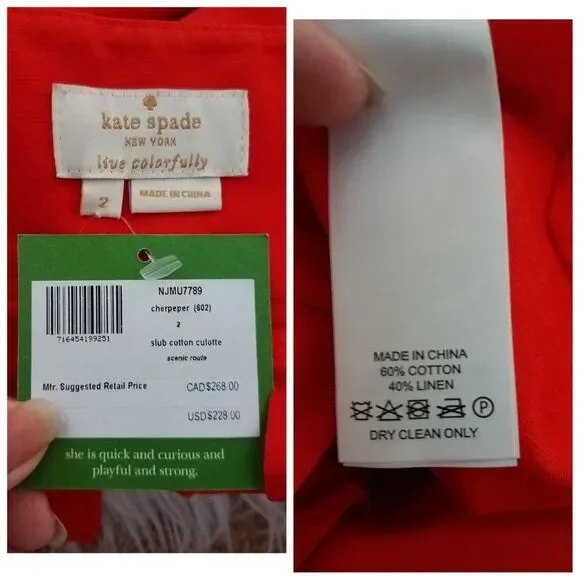 kate spade
NEW YORK
live colorfully
2
MADE IN CHINA
NJMU7789
cherpeper (602)
2
slub cotton culotte
scenic route
716454199251
Mfr. Suggested Retail Price
CAD$268.00
USD$228.00
she is quick and curious and
playful and strong.
MADE IN CHINA
60% COTTON
40% LINEN
P
DRY CLEAN ONLY